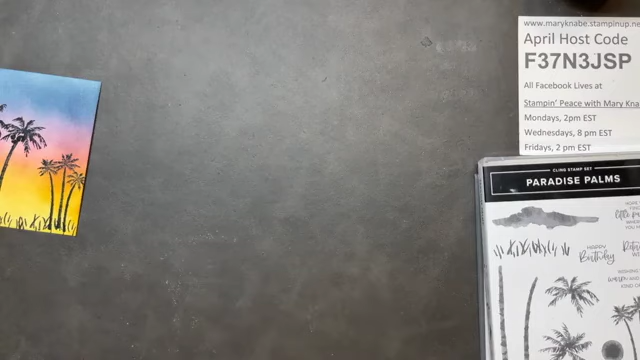 www.maryknabe.stampinup.ne
April Host Code
F37N3JSP
All Facebook Lives at
Stampin' Peace with Mary Kna
Mondays, 2pm EST
Wednesdays, 8 pm EST
Fridays, 2 pm EST
CLING STAMP SET
PARADISE PALMS
HAPPY
Birthday